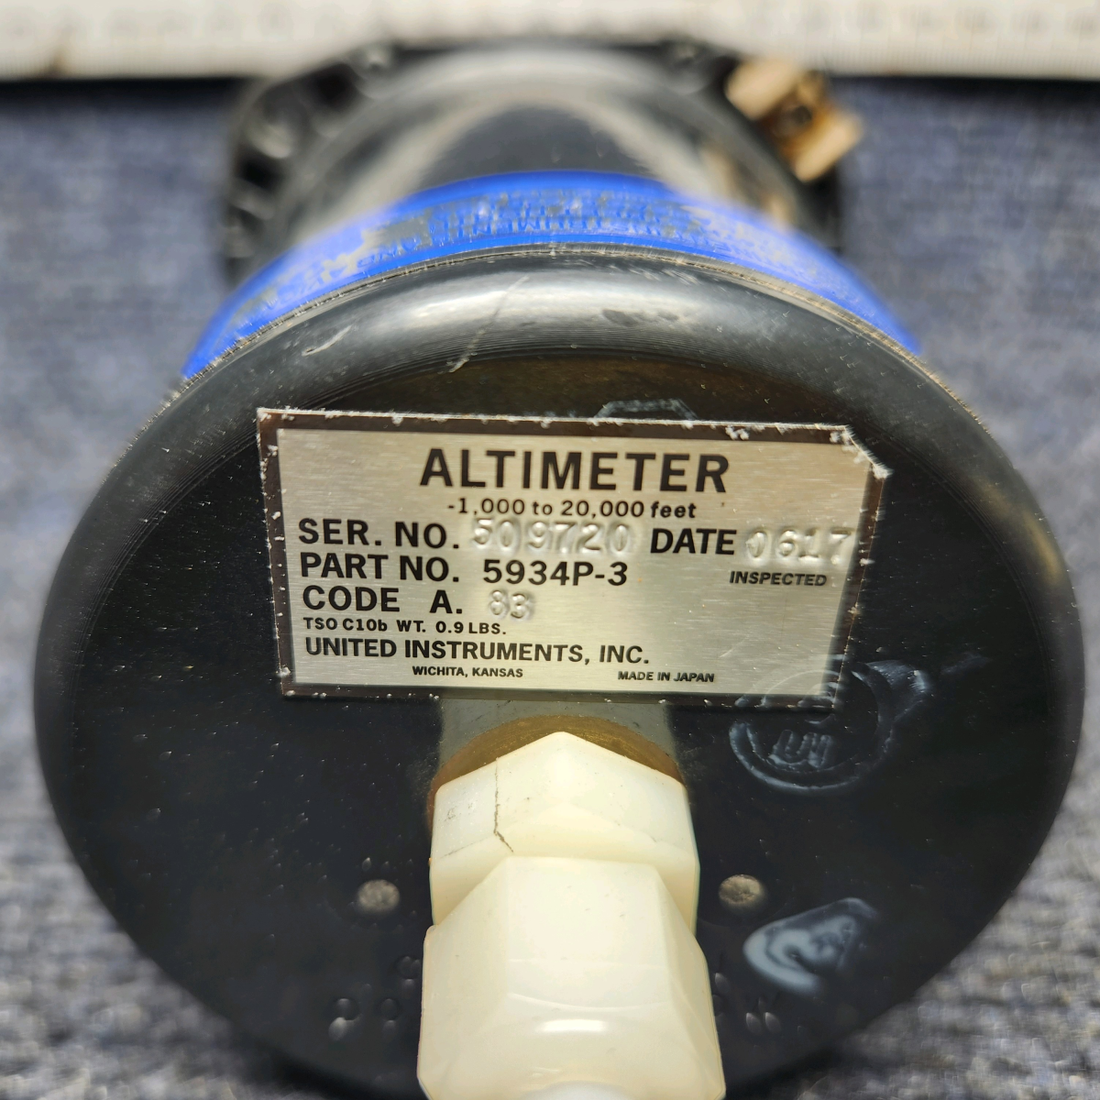 ALTIMETER
-1,000 to 20,000 feet
SER. NO. 509720 DATE 0617
PART NO. 5934P-3 INSPECTED
CODE A. 83
TSO C10b WT. 0.9 LBS.
UNITED INSTRUMENTS, INC.
WICHITA, KANSAS MADE IN JAPAN
UI